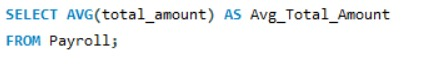 SELECT AVG(total_amount) AS Avg_Total_Amount
FROM Payroll;